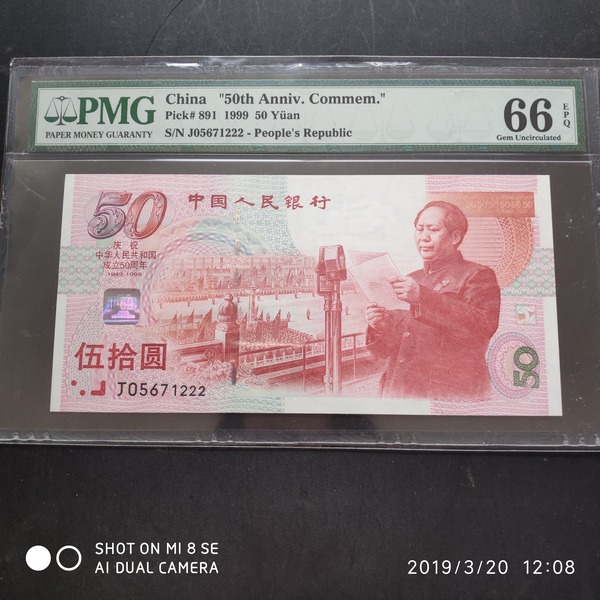 PMG
PAPER MONEY GUARANTY
China "50th Anniv. Commem."
Pick# 891 1999 50 Yüan
S/N J05671222 - People's Republic
66
EPQ
Gem Uncirculated
50
中国人民银行
庆祝
中华人民共和国
成立50周年
1949-1999
伍拾圆
J05671222
50
SHOT ON MI 8 SE
AI DUAL CAMERA
2019/3/20 12:08